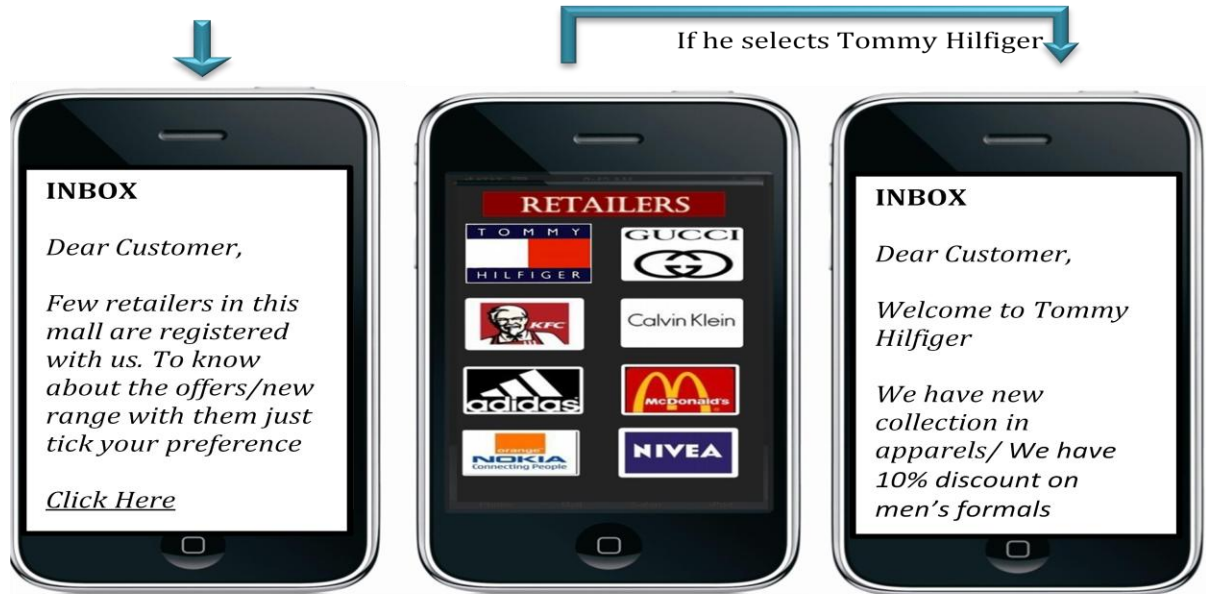 If he selects Tommy Hilfiger
INBOX
Dear Customer,
Few retailers in this
mall are registered
with us. To know
about the offers/new
range with them just
tick your preference
Click Here
RETAILERS
TOMMY
HILFIGER
GUCCI
KFC
Calvin Klein
adidas
McDonald's
orange
NOKIA
Connecting People
NIVEA
INBOX
Dear Customer,
Welcome to Tommy
Hilfiger
We have new
collection in
apparels/ We have
10% discount on
men's formals